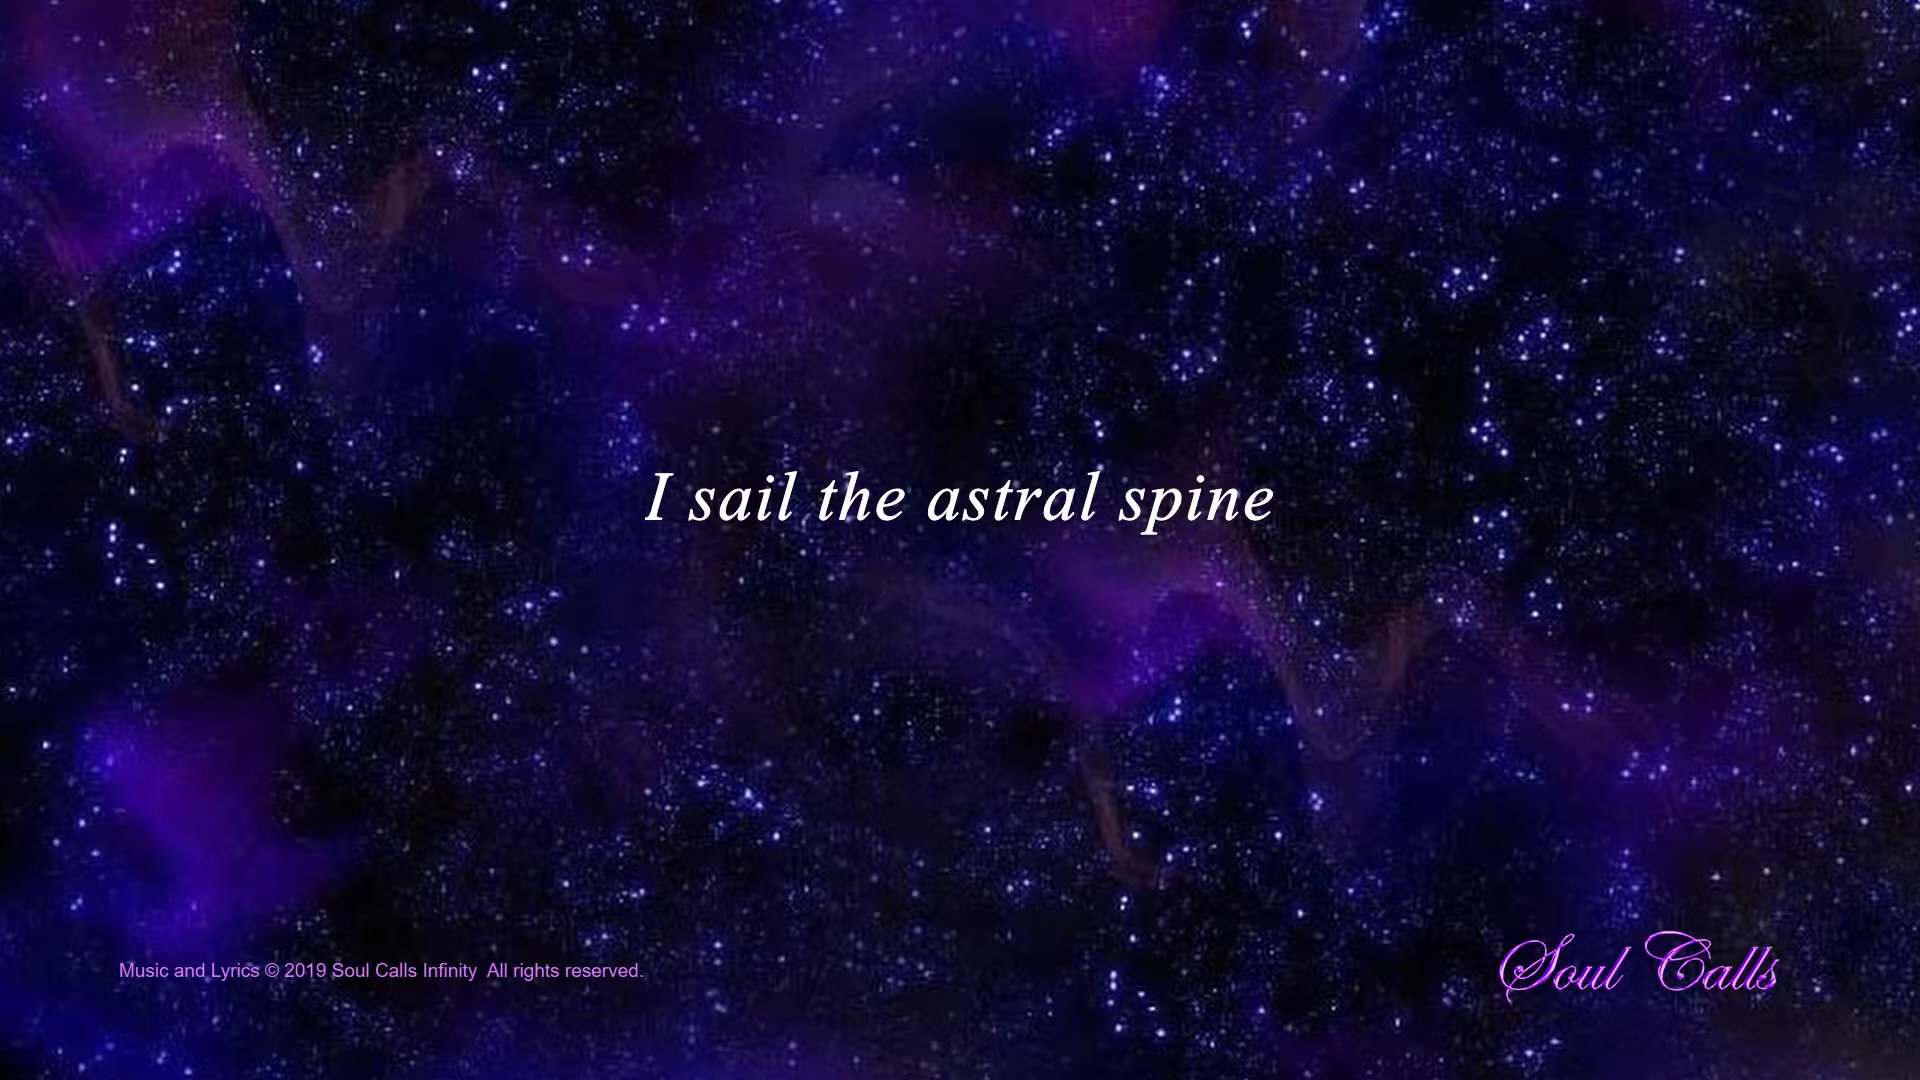 I sail the astral spine
Music and Lyrics © 2019 Soul Calls Infinity  All rights reserved.
Soul Calls